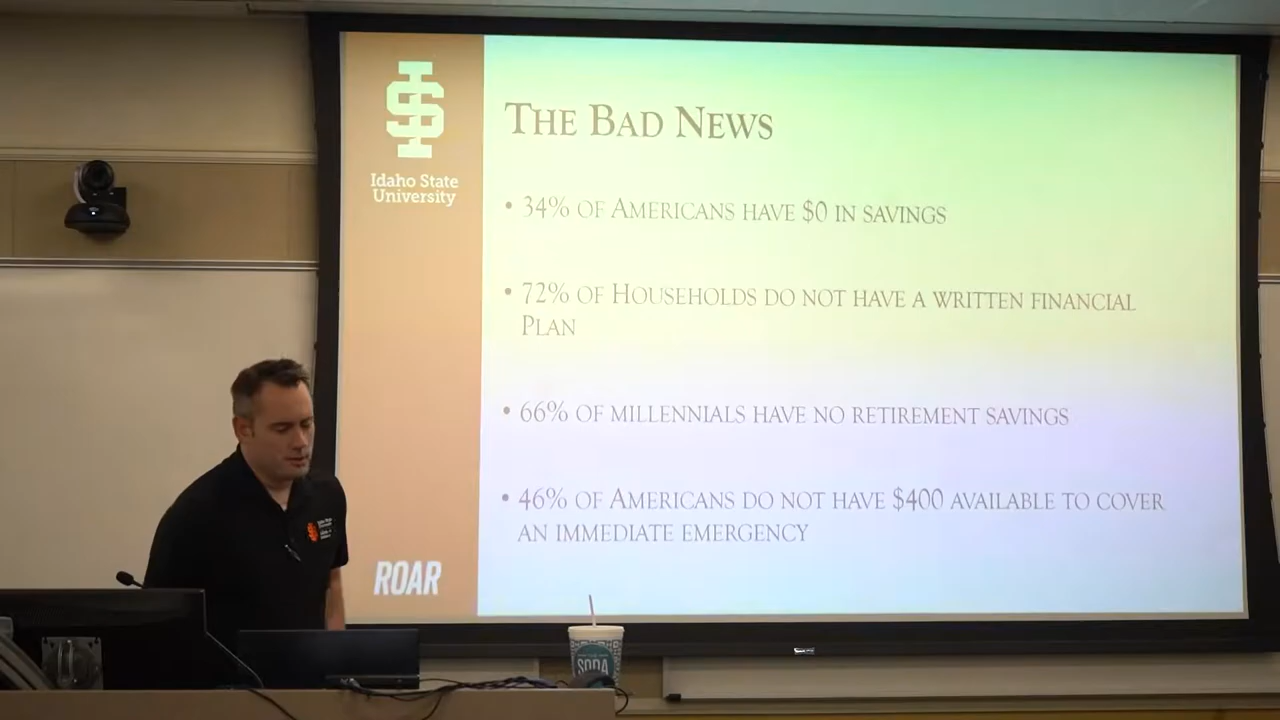 Idaho State
University
THE BAD NEWS
• 34% OF AMERICANS HAVE $0 IN SAVINGS
• 72% OF HOUSEHOLDS DO NOT HAVE A WRITTEN FINANCIAL
PLAN
• 66% OF MILLENNIALS HAVE NO RETIREMENT SAVINGS
• 46% OF AMERICANS DO NOT HAVE $400 AVAILABLE TO COVER
AN IMMEDIATE EMERGENCY
ROAR
SODA